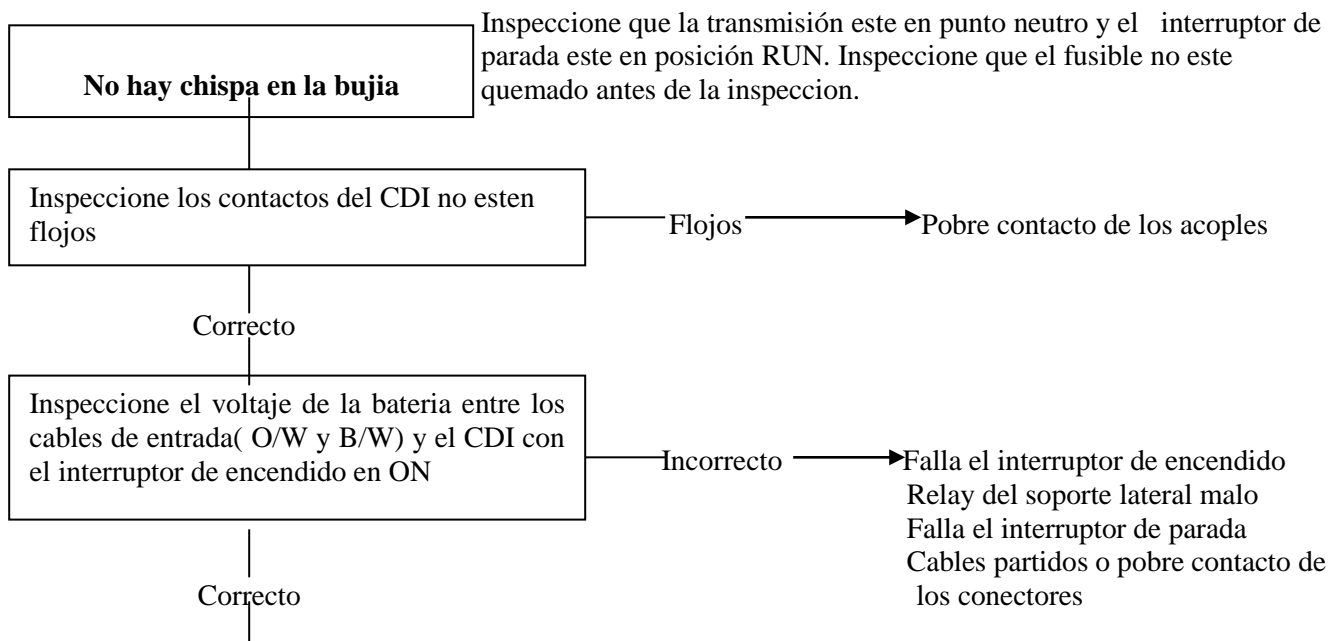 Inspeccione que la transmisión este en punto neutro y el interruptor de
parada este en posición RUN. Inspeccione que el fusible no este
quemado antes de la inspeccion.
No hay chispa en la bujia
Inspeccione los contactos del CDI no esten
flojos
Flojos
Pobre contacto de los acoples
Correcto
Inspeccione el voltaje de la bateria entre los
cables de entrada( O/W y B/W) y el CDI con
el interruptor de encendido en ON
Incorrecto
Falla el interruptor de encendido
Relay del soporte lateral malo
Falla el interruptor de parada
Cables partidos o pobre contacto de
los conectores
Correcto